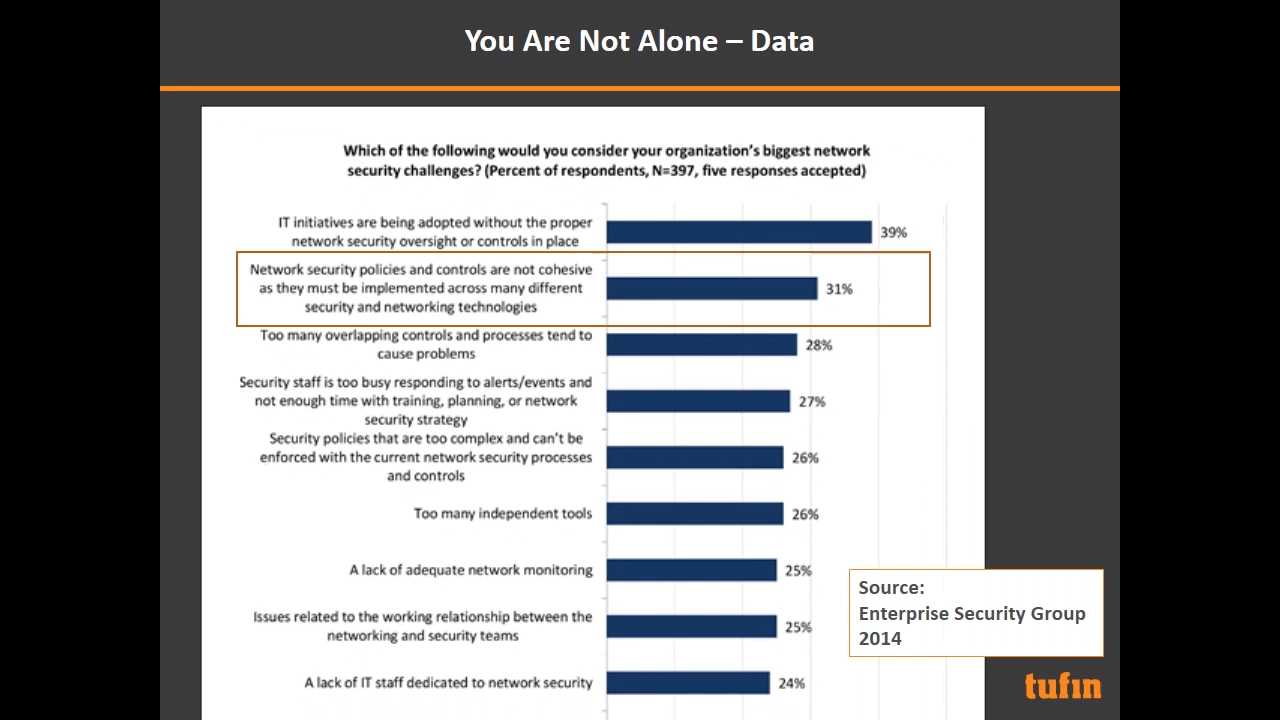 You Are Not Alone – Data
Which of the following would you consider your organization's biggest network
security challenges? (Percent of respondents, N=397, five responses accepted)
IT initiatives are being adopted without the proper
network security oversight or controls in place
39%
Network security policies and controls are not cohesive
as they must be implemented across many different
security and networking technologies
31%
Too many overlapping controls and processes tend to
cause problems
28%
Security staff is too busy responding to alerts/events and
not enough time with training, planning, or network
security strategy
27%
Security policies that are too complex and can't be
enforced with the current network security processes
and controls
26%
Too many independent tools
26%
A lack of adequate network monitoring
25%
Issues related to the working relationship between the
networking and security teams
25%
A lack of IT staff dedicated to network security
24%
Source:
Enterprise Security Group
2014
tufin